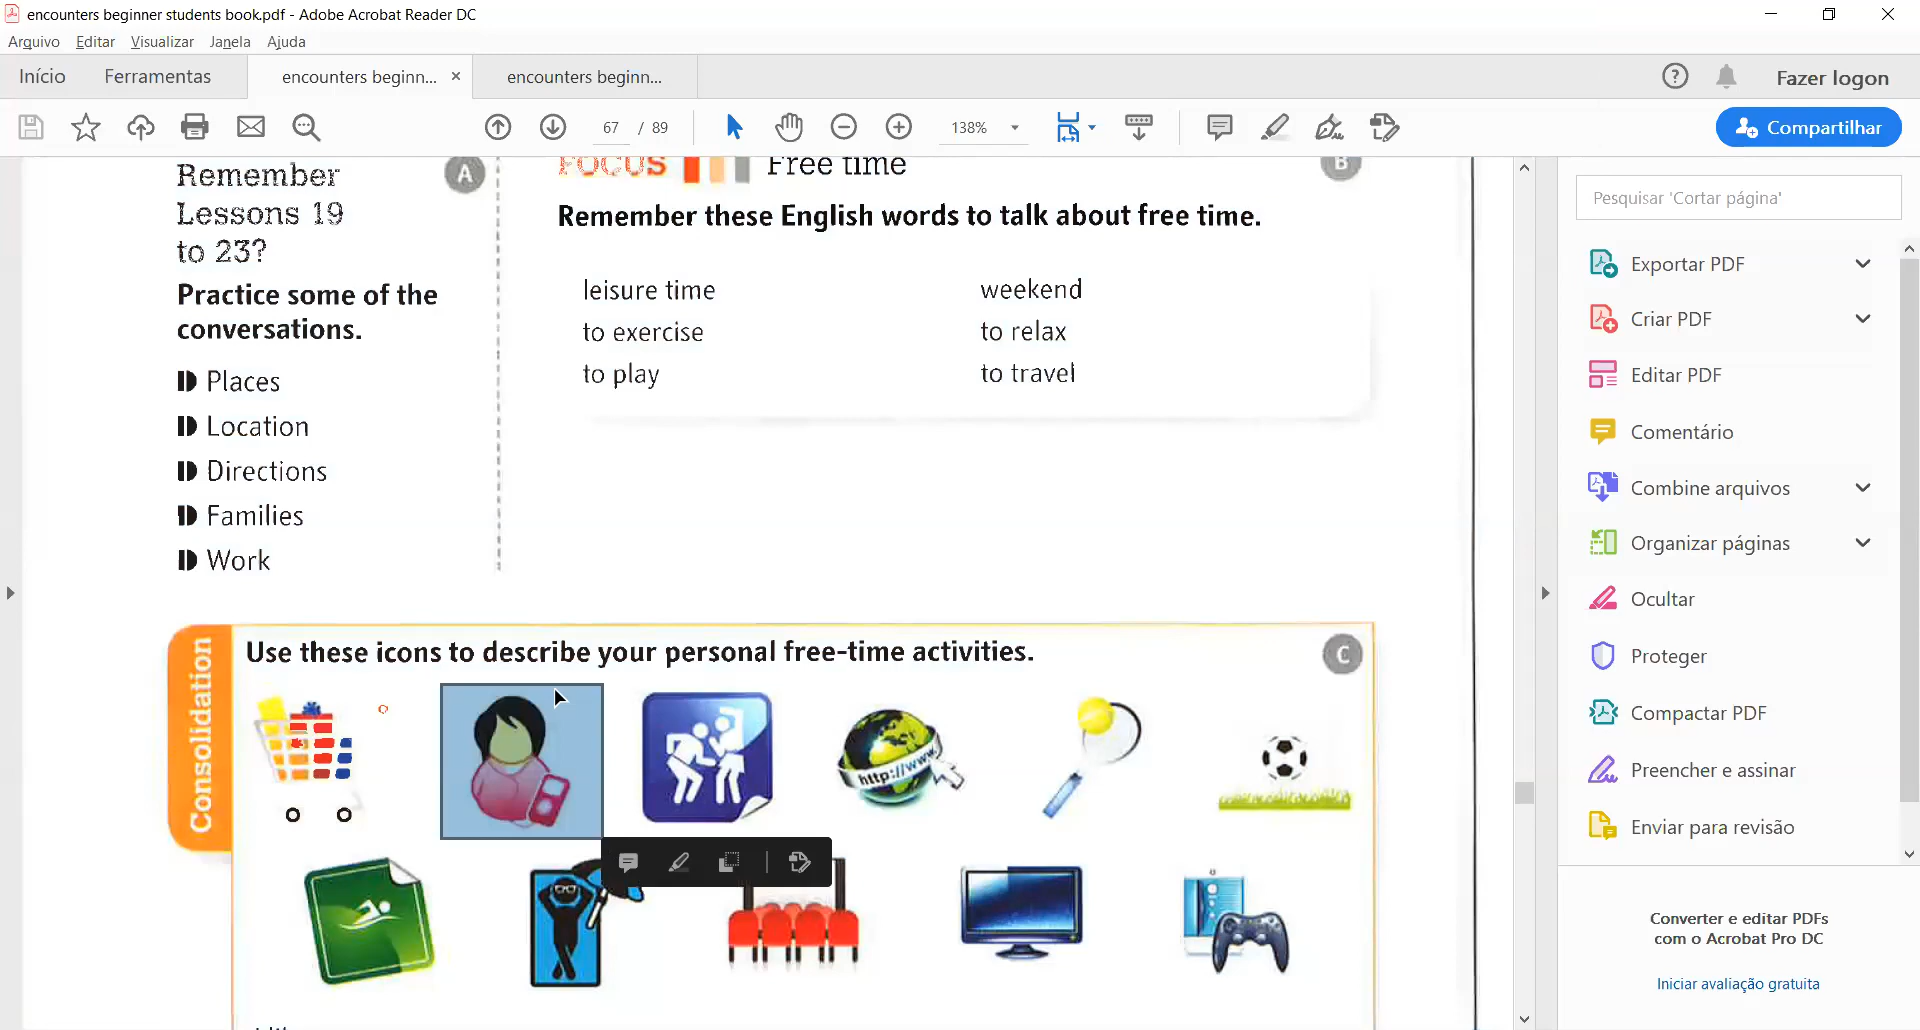 encounters beginner students book.pdf - Adobe Acrobat Reader DC
Arquivo Editar Visualizar Janela Ajuda
Início Ferramentas encounters beginn... × encounters beginn... Fazer logon
67 / 89 138% Compartilhar
Remember
Lessons 19
to 23?
Practice some of the
conversations.
Places
Location
Directions
Families
Work
A
FOCUS Free time
B
Remember these English words to talk about free time.
leisure time weekend
to exercise to relax
to play to travel
Consolidation
Use these icons to describe your personal free-time activities.
C
http://www.
Pesquisar 'Cortar página'
Exportar PDF
Criar PDF
Editar PDF
Comentário
Combine arquivos
Organizar páginas
Ocultar
Proteger
Compactar PDF
Preencher e assinar
Enviar para revisão
Converter e editar PDFs
com o Acrobat Pro DC
Iniciar avaliação gratuita